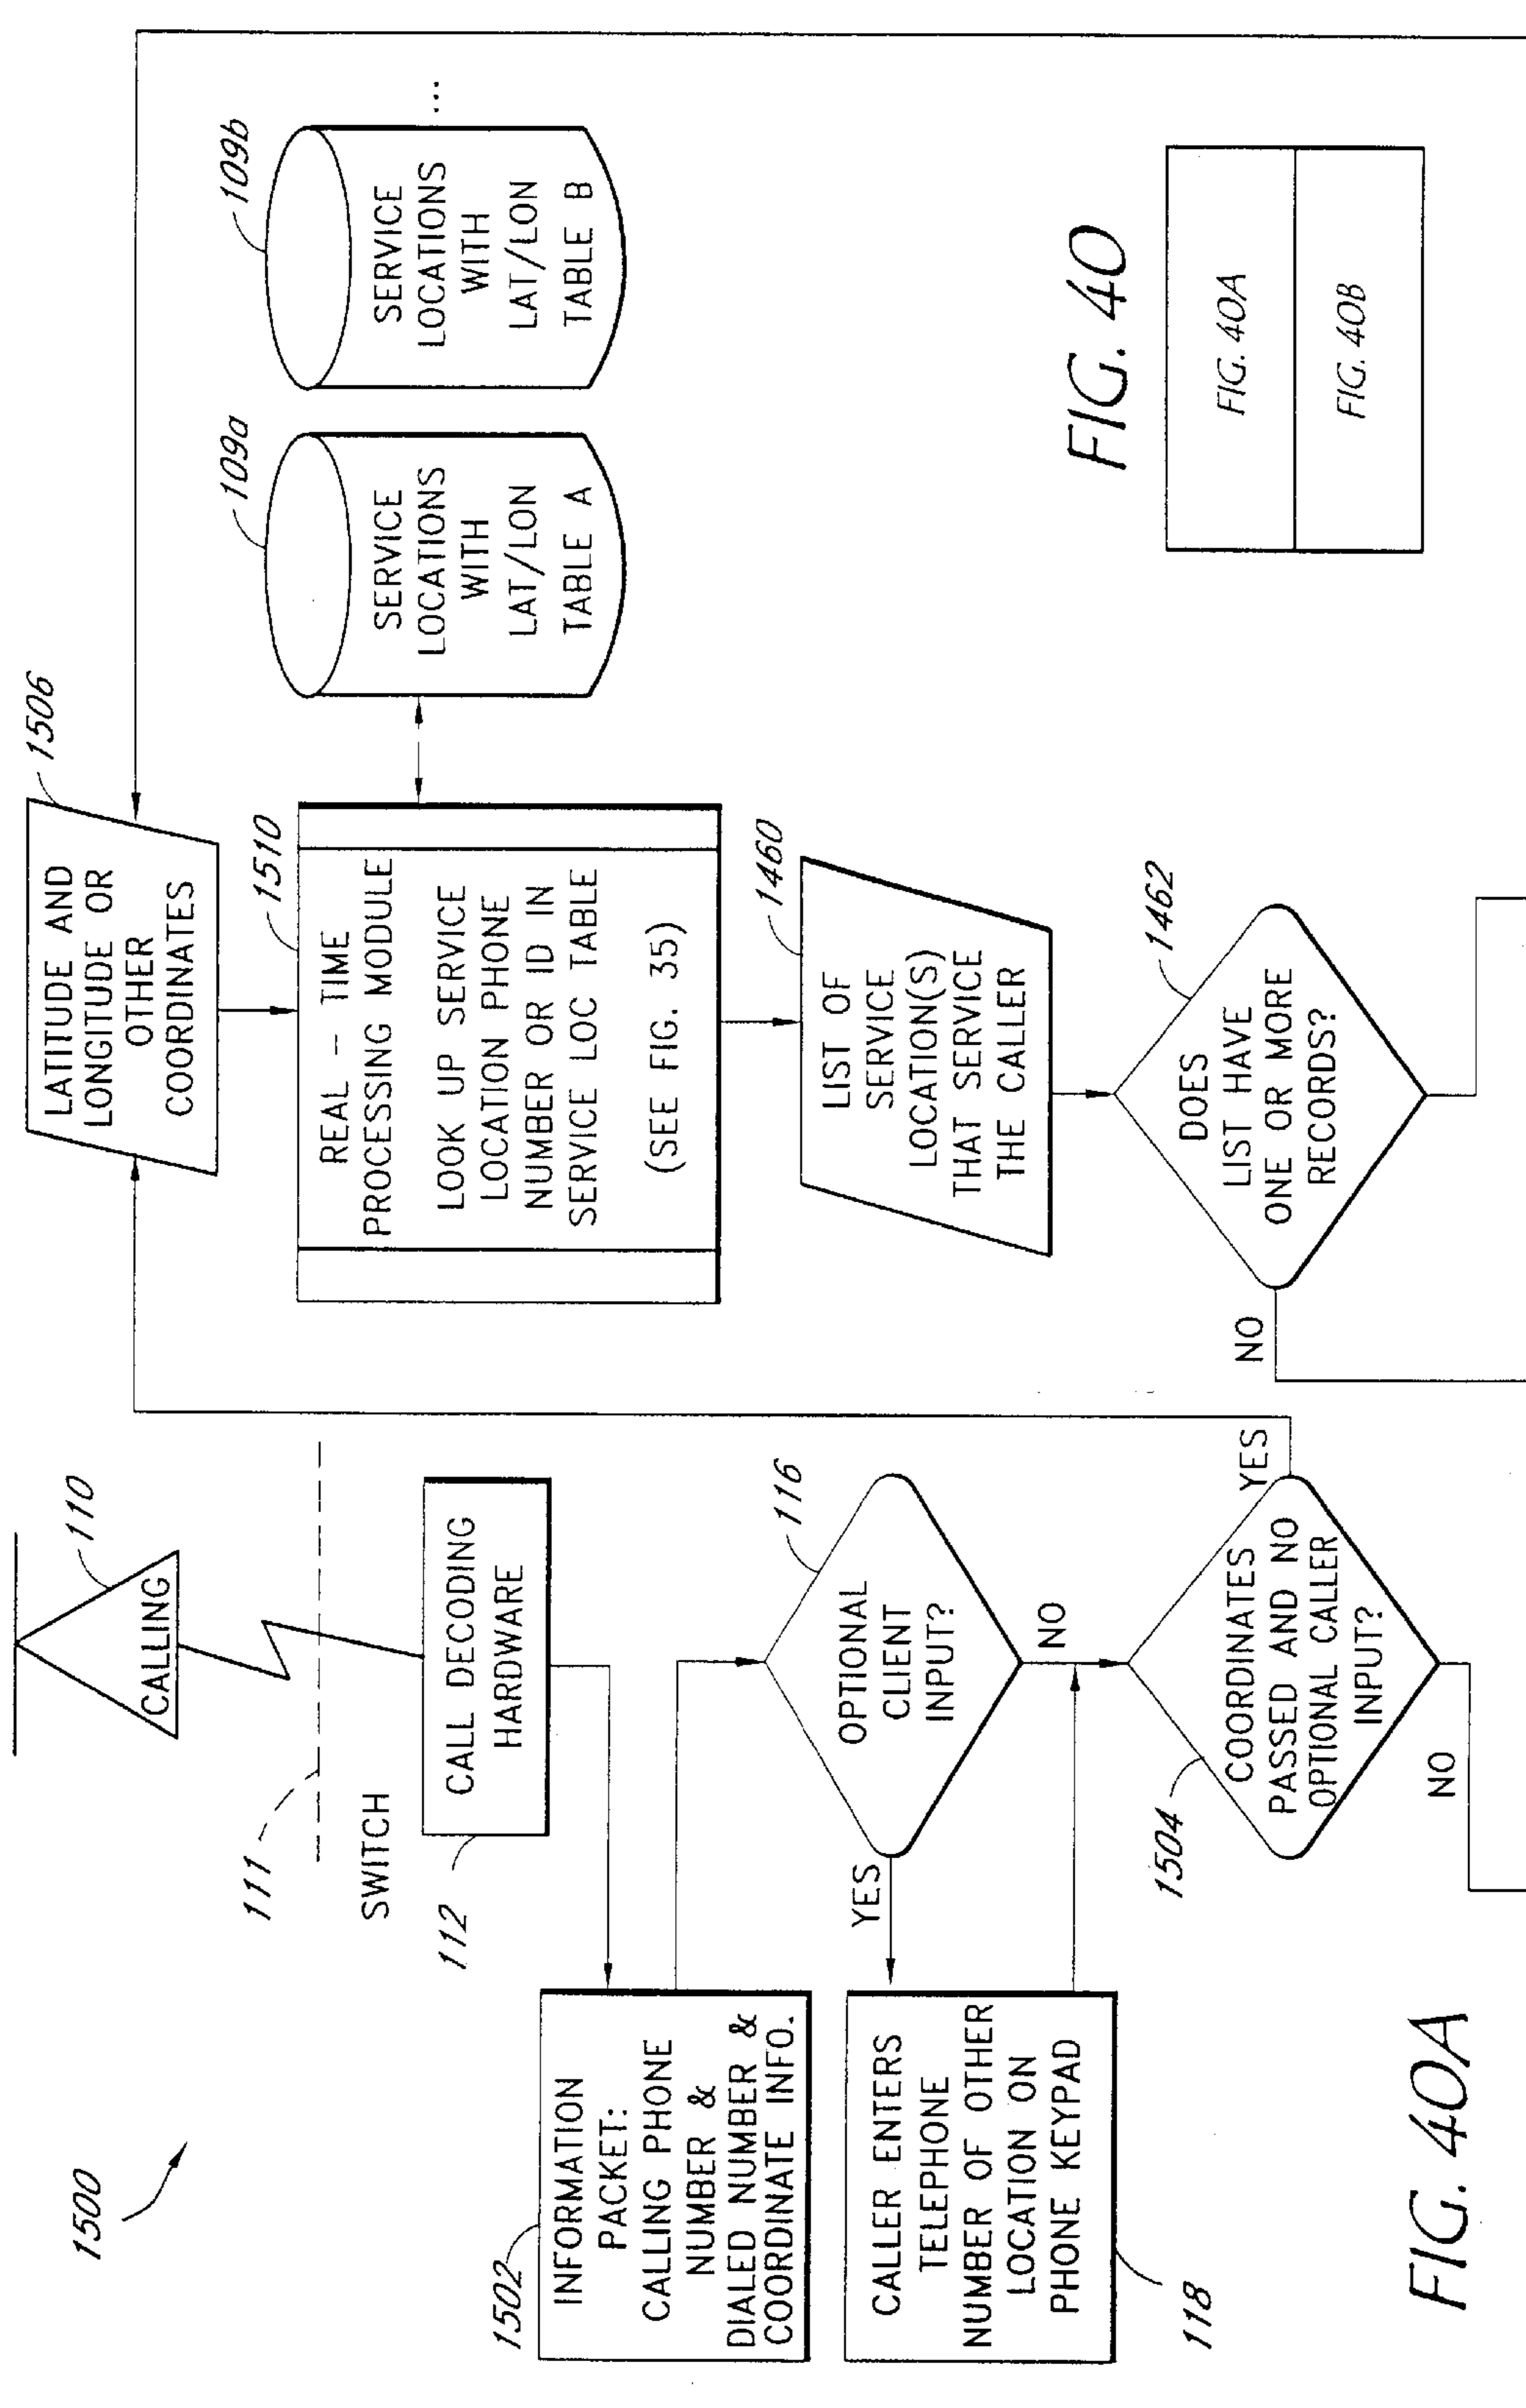 1500
110
CALLING
111
SWITCH
112
CALL DECODING
HARDWARE
1502
INFORMATION
PACKET:
CALLING PHONE
NUMBER &
DIALED NUMBER &
COORDINATE INFO.
116
OPTIONAL
CLIENT
INPUT?
YES
NO
CALLER ENTERS
TELEPHONE
NUMBER OF OTHER
LOCATION ON
PHONE KEYPAD
118
1504
COORDINATES
PASSED AND NO
OPTIONAL CALLER
INPUT?
YES
NO
1506
LATITUDE AND
LONGITUDE OR
OTHER
COORDINATES
1510
REAL - TIME
PROCESSING MODULE
LOOK UP SERVICE
LOCATION PHONE
NUMBER OR ID IN
SERVICE LOC TABLE
(SEE FIG. 35)
109a
SERVICE
LOCATIONS
WITH
LAT/LON
TABLE A
109b
SERVICE
LOCATIONS
WITH
LAT/LON
TABLE B
...
1460
LIST OF
SERVICE
LOCATION(S)
THAT SERVICE
THE CALLER
1462
DOES
LIST HAVE
ONE OR MORE
RECORDS?
NO
FIG. 40
FIG. 40A
FIG. 40B
FIG. 40A